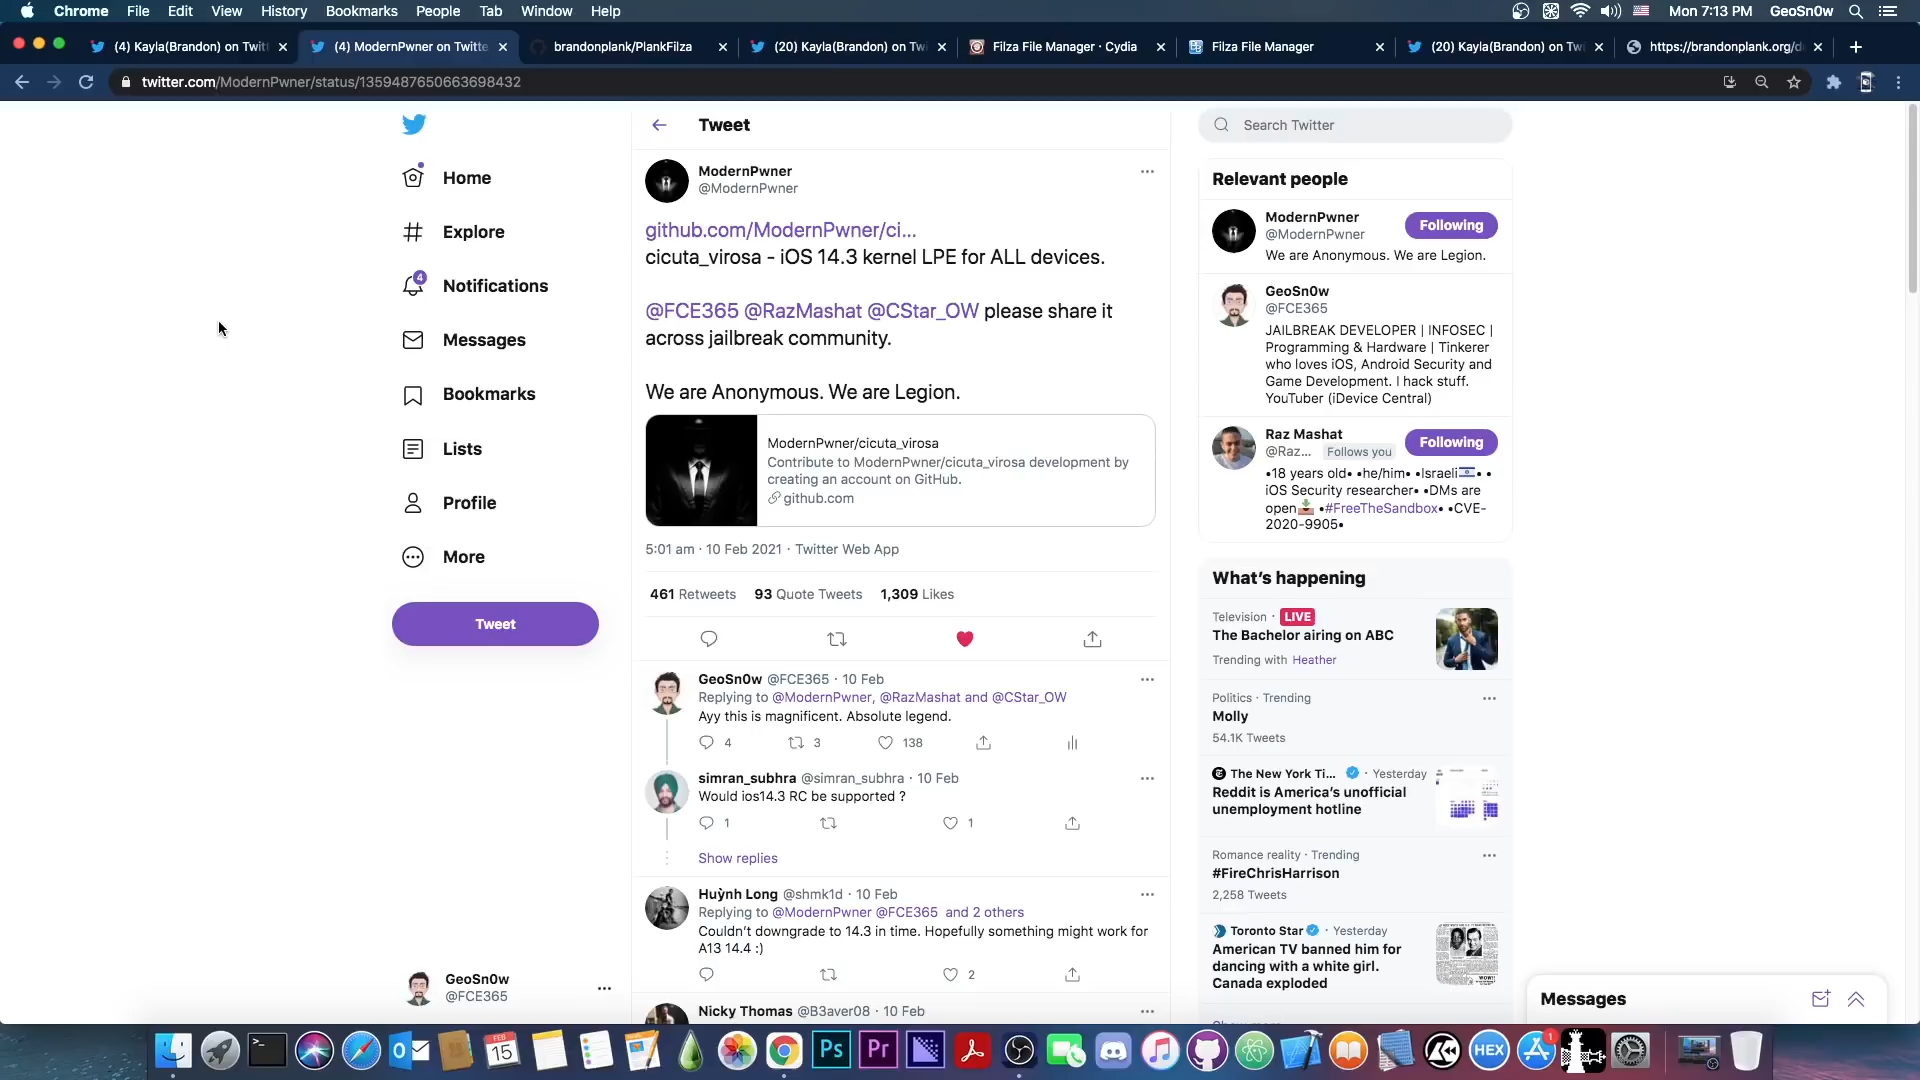 Chrome File Edit View History Bookmarks People Tab Window Help
Mon 7:13 PM GeoSn0w
(4) Kayla(Brandon) on Twitt
(4) ModernPwner on Twitte
brandonplank/PlankFilza
(20) Kayla(Brandon) on Twi
Filza File Manager · Cydia
Filza File Manager
(20) Kayla(Brandon) on Twi
https://brandonplank.org/d
twitter.com/ModernPwner/status/1359487650663698432
Home
Explore
4
Notifications
Messages
Bookmarks
Lists
Profile
More
Tweet
GeoSn0w
@FCE365
Tweet
ModernPwner
@ModernPwner
github.com/ModernPwner/ci...
cicuta_virosa - iOS 14.3 kernel LPE for ALL devices.
@FCE365 @RazMashat @CStar_OW please share it
across jailbreak community.
We are Anonymous. We are Legion.
ModernPwner/cicuta_virosa
Contribute to ModernPwner/cicuta_virosa development by
creating an account on GitHub.
github.com
5:01 am · 10 Feb 2021 · Twitter Web App
461 Retweets 93 Quote Tweets 1,309 Likes
GeoSn0w @FCE365 · 10 Feb
Replying to @ModernPwner, @RazMashat and @CStar_OW
Ayy this is magnificent. Absolute legend.
4 3 138
simran_subhra @simran_subhra · 10 Feb
Would ios14.3 RC be supported ?
1 1
Show replies
Huỳnh Long @shmk1d · 10 Feb
Replying to @ModernPwner @FCE365 and 2 others
Couldn't downgrade to 14.3 in time. Hopefully something might work for
A13 14.4 :)
2
Nicky Thomas @B3aver08 · 10 Feb
Search Twitter
Relevant people
ModernPwner
@ModernPwner
Following
We are Anonymous. We are Legion.
GeoSn0w
@FCE365
JAILBREAK DEVELOPER | INFOSEC |
Programming & Hardware | Tinkerer
who loves iOS, Android Security and
Game Development. I hack stuff.
YouTube (iDevice Central)
Raz Mashat
@Raz... Follows you
Following
•18 years old• •he/him• •Israeli🇮🇱• •
iOS Security researcher• •DMs are
open📥 •#FreeTheSandbox• •CVE-
2020-9905•
What's happening
Television · LIVE
The Bachelor airing on ABC
Trending with Heather
Politics · Trending
Molly
54.1K Tweets
The New York Ti... · Yesterday
Reddit is America's unofficial
unemployment hotline
Romance reality · Trending
#FireChrisHarrison
2,258 Tweets
Toronto Star · Yesterday
American TV banned him for
dancing with a white girl.
Canada exploded
Messages
FEB
15
Ps
Pr
HEX
1